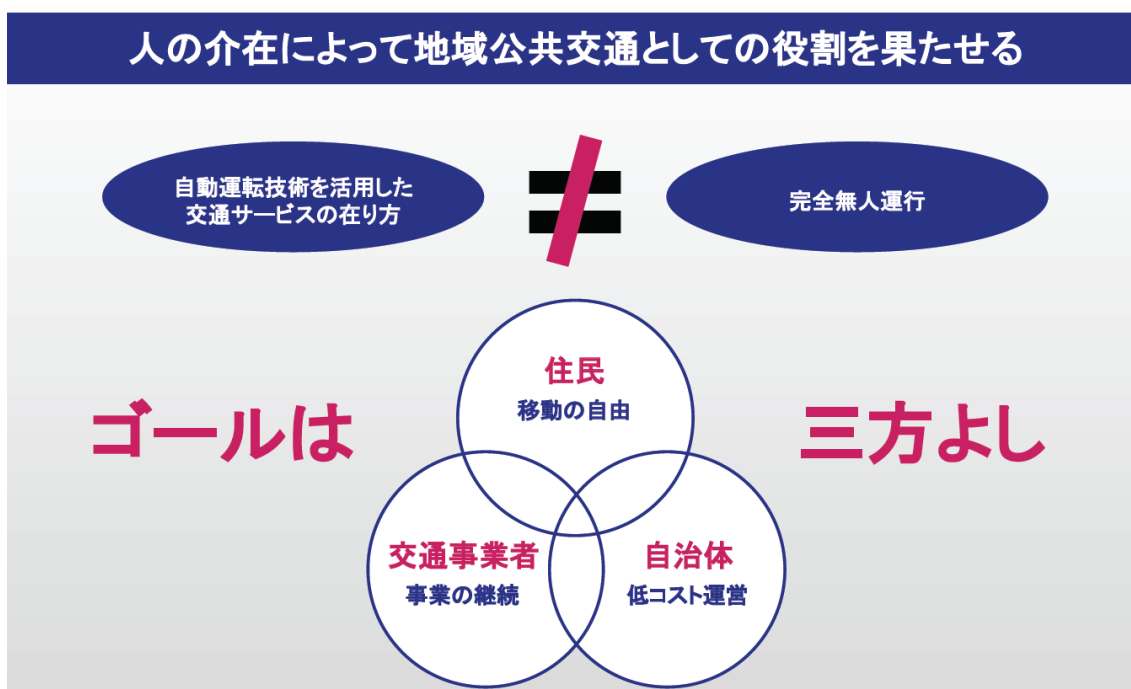 人の介在によって地域公共交通としての役割を果たせる
自動運転技術を活用した
交通サービスの在り方
≠
完全無人運行
ゴールは
三方よし
住民
移動の自由
交通事業者
事業の継続
自治体
低コスト運営